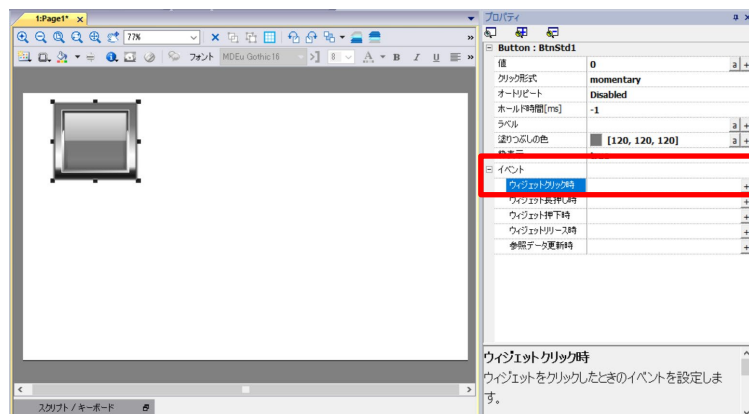 1:Page1*
77%
フォント MDEu Gothic16 8 A B I U
スクリプト / キーボード
プロパティ
Button : BtnStd1
値 0 a +
クリック形式 momentary
オートリピート Disabled
ホールド時間[ms] -1
ラベル a +
塗りつぶしの色 [120, 120, 120] a +
イベント
ウィジェットクリック時 +
ウィジェット長押し時 +
ウィジェット押下時 +
ウィジェットリリース時 +
参照データ更新時 +
ウィジェットクリック時
ウィジェットをクリックしたときのイベントを設定しま
す。